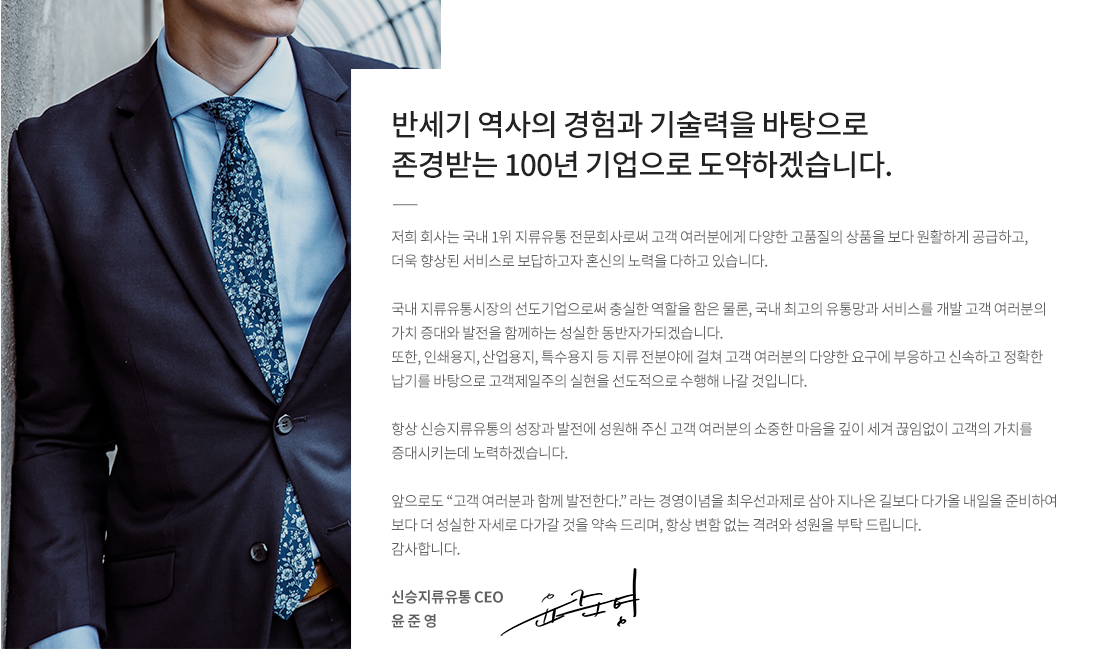 반세기 역사의 경험과 기술력을 바탕으로
존경받는 100년 기업으로 도약하겠습니다.
저희 회사는 국내 1위 지류유통 전문회사로써 고객 여러분에게 다양한 고품질의 상품을 보다 원활하게 공급하고,
더욱 향상된 서비스로 보답하고자 혼신의 노력을 다하고 있습니다.
국내 지류유통시장의 선도기업으로써 충실한 역할을 함은 물론, 국내 최고의 유통망과 서비스를 개발 고객 여러분의
가치 증대와 발전을 함께하는 성실한 동반자가되겠습니다.
또한, 인쇄용지, 산업용지, 특수용지 등 지류 전분야에 걸쳐 고객 여러분의 다양한 요구에 부응하고 신속하고 정확한
납기를 바탕으로 고객제일주의 실현을 선도적으로 수행해 나갈 것입니다.
항상 신승지류유통의 성장과 발전에 성원해 주신 고객 여러분의 소중한 마음을 깊이 세겨 끊임없이 고객의 가치를
증대시키는데 노력하겠습니다.
앞으로도 “고객 여러분과 함께 발전한다.” 라는 경영이념을 최우선과제로 삼아 지나온 길보다 다가올 내일을 준비하여
보다 더 성실한 자세로 다가갈 것을 약속 드리며, 항상 변함 없는 격려와 성원을 부탁 드립니다.
감사합니다.
신승지류유통 CEO
윤 준 영
윤준영